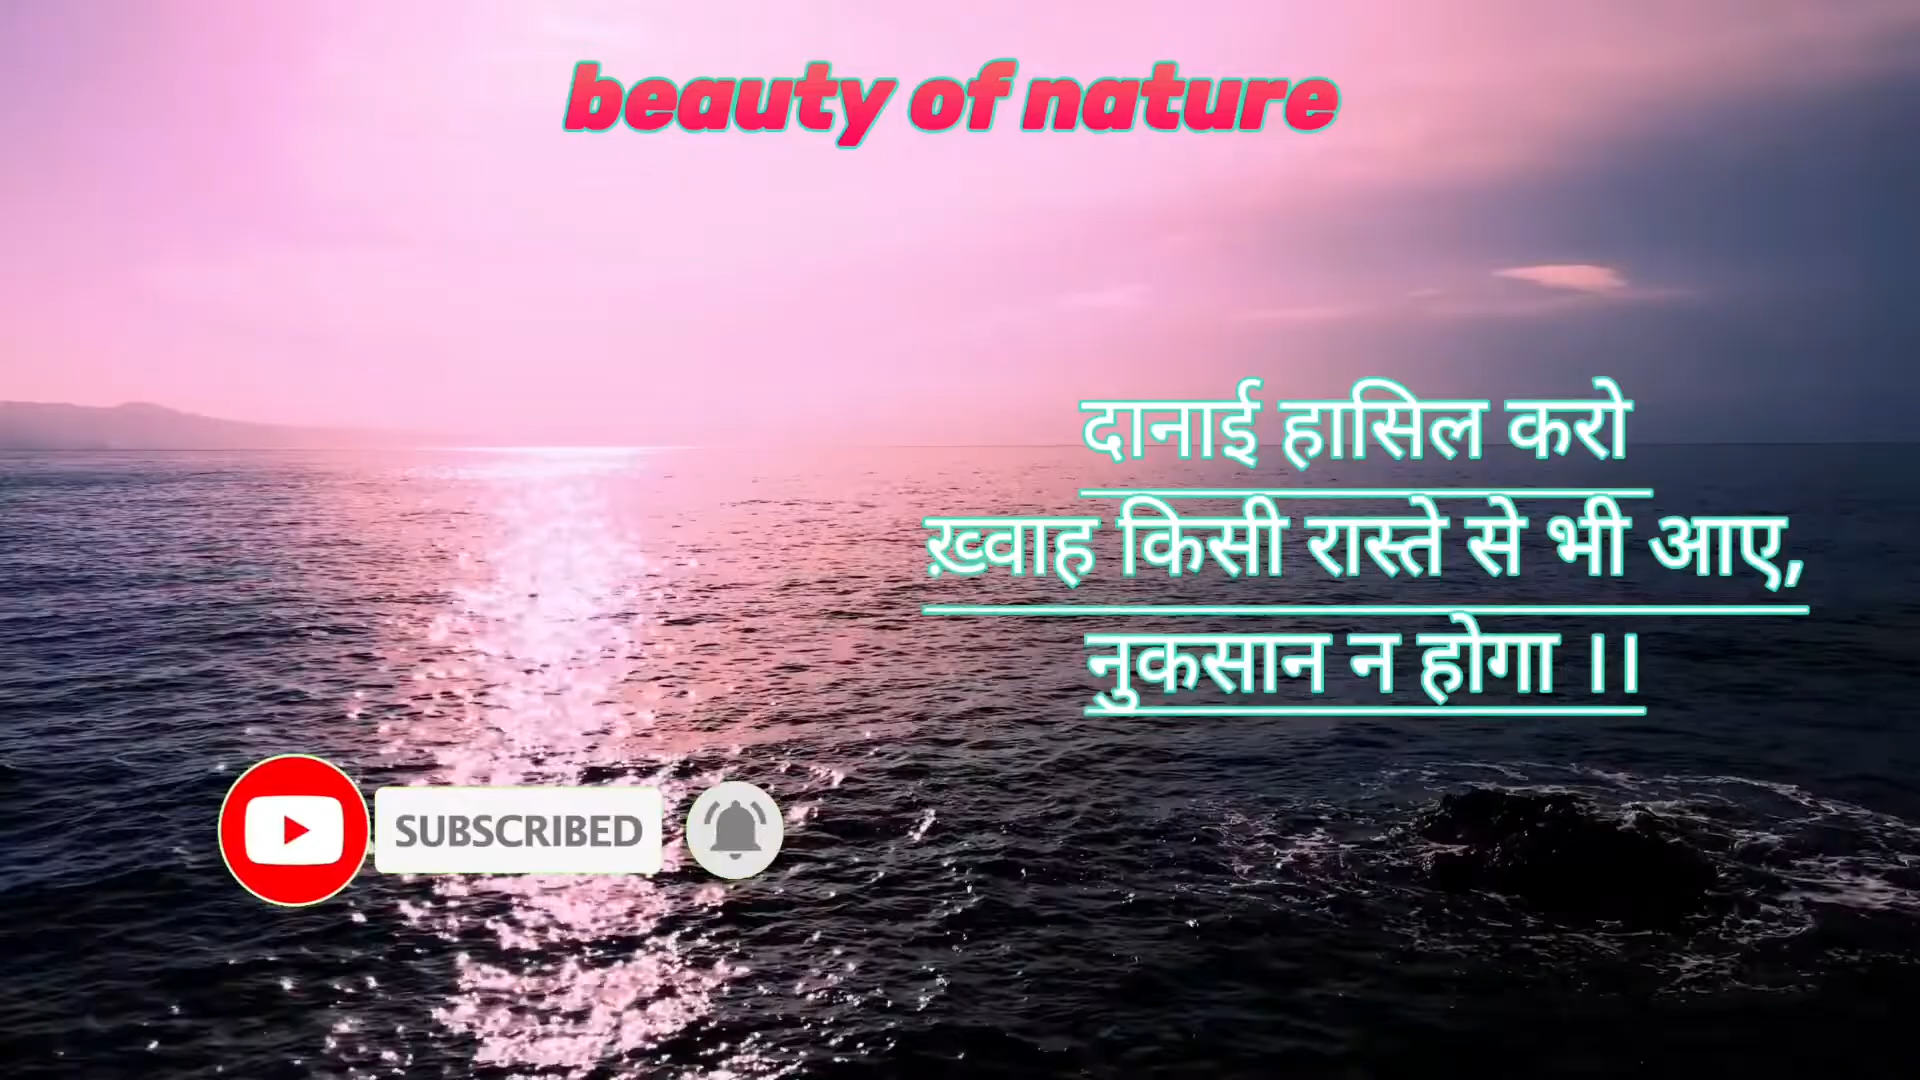 beauty of nature
दानाई हासिल करो
ख़्वाह किसी रास्ते से भी आए,
नुकसान न होगा ।।
SUBSCRIBED